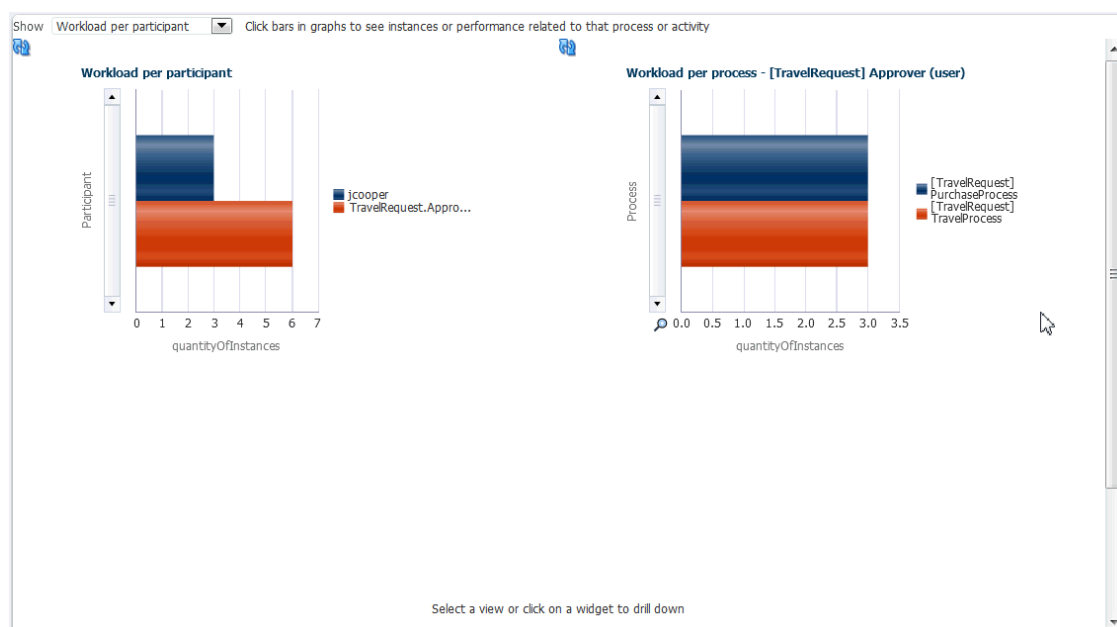 Show Workload per participant Click bars in graphs to see instances or performance related to that process or activity
Workload per participant
Participant
jcooper
TravelRequest.Appro...
0 1 2 3 4 5 6 7
quantityOfInstances
Workload per process - [TravelRequest] Approver (user)
Process
[TravelRequest]
PurchaseProcess
[TravelRequest]
TravelProcess
0.0 0.5 1.0 1.5 2.0 2.5 3.0 3.5
quantityOfInstances
Select a view or click on a widget to drill down